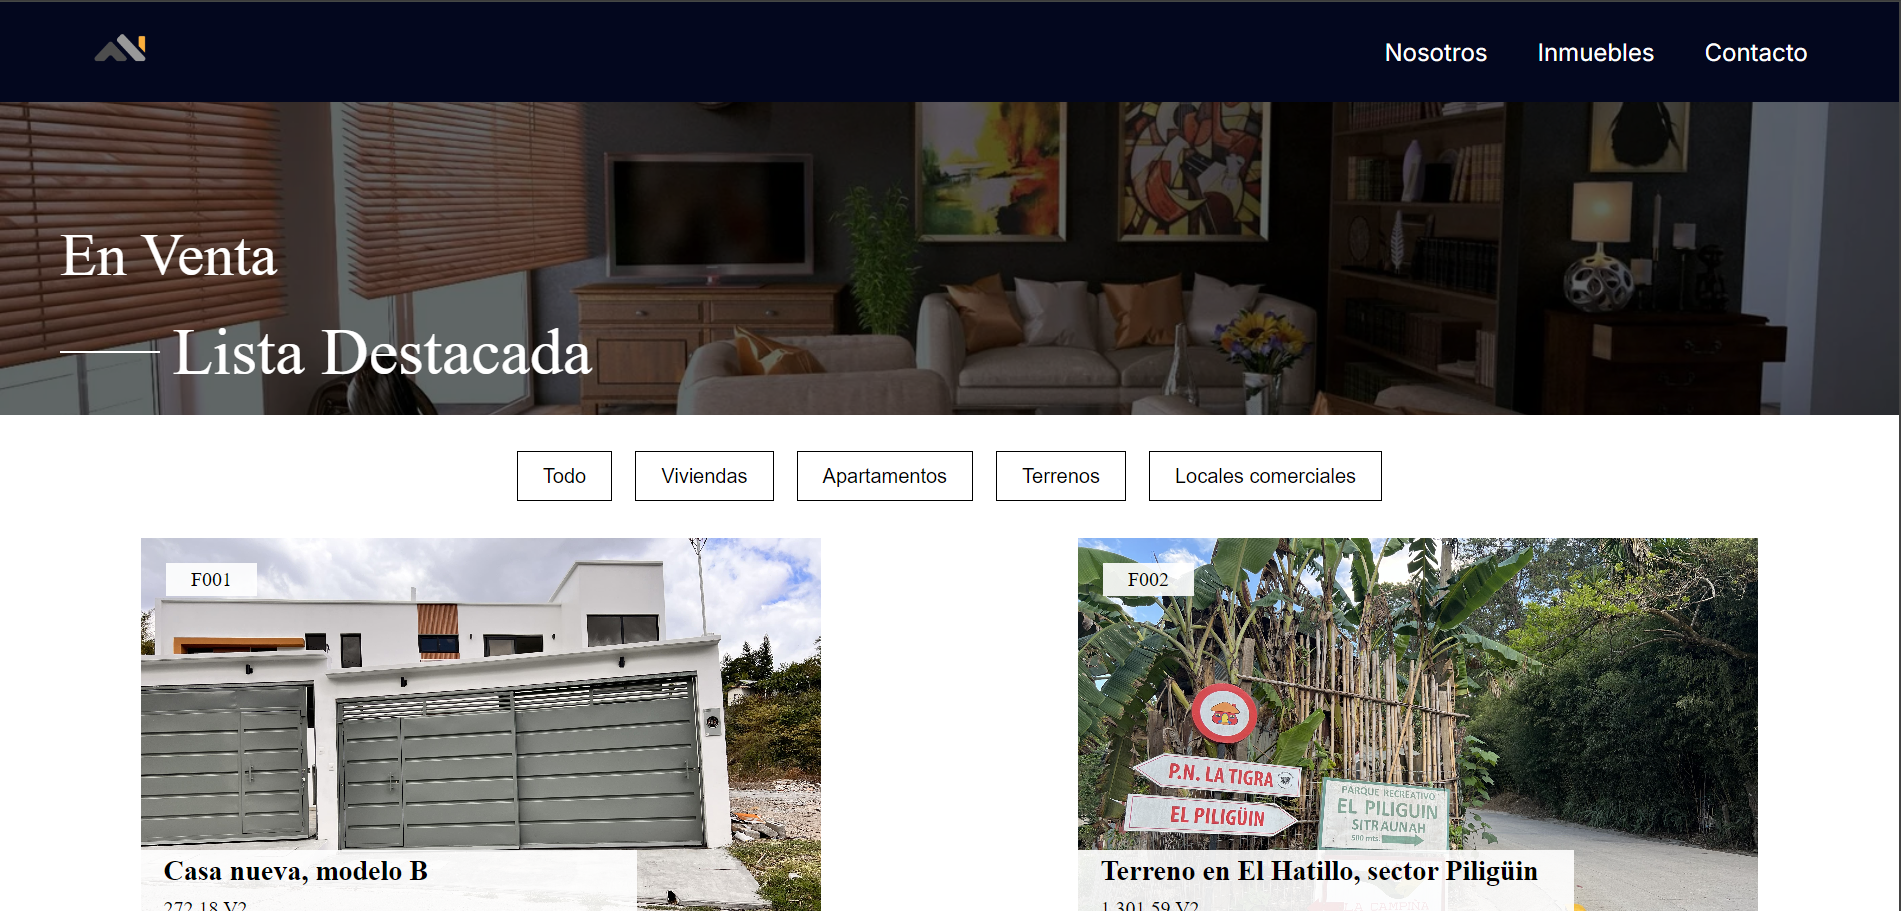 Nosotros Inmuebles Contacto
En Venta
Lista Destacada
Todo Viviendas Apartamentos Terrenos Locales comerciales
F001
Casa nueva, modelo B
272.18 V2
F002
P.N. LA TIGRA
EL PILIGÜIN
PARQUE RECREATIVO
EL PILIGUIN
SITRAUNAH
500 mts.
Terreno en El Hatillo, sector Piligüin
1,301.59 V2
LA CAMPIÑA